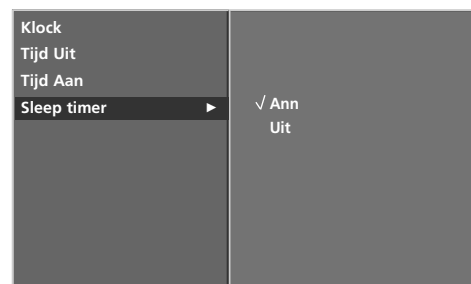 Klock
Tijd Uit
Tijd Aan
Sleep timer ►
√ Ann
Uit